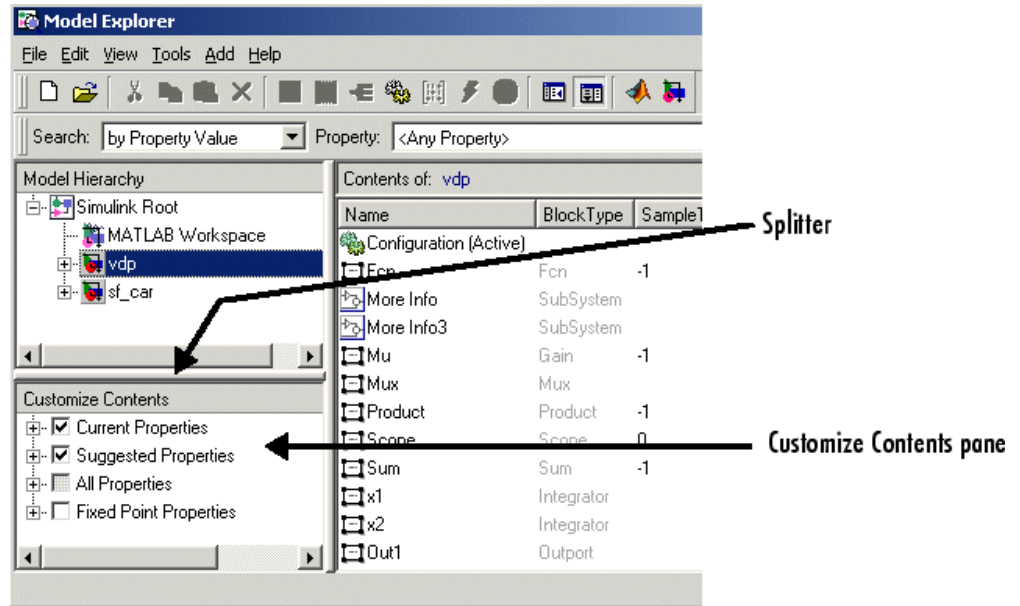 Model Explorer
File Edit View Tools Add Help
Search: by Property Value Property: <Any Property>
Model Hierarchy
Simulink Root
MATLAB Workspace
vdp
sf_car
Contents of: vdp
Name BlockType SampleT
Configuration (Active)
Fcn Fcn -1
More Info SubSystem
More Info3 SubSystem
Mu Gain -1
Mux Mux
Product Product -1
Scope Scope 0
Sum Sum -1
x1 Integrator
x2 Integrator
Out1 Outport
Customize Contents
Current Properties
Suggested Properties
All Properties
Fixed Point Properties
Splitter
Customize Contents pane